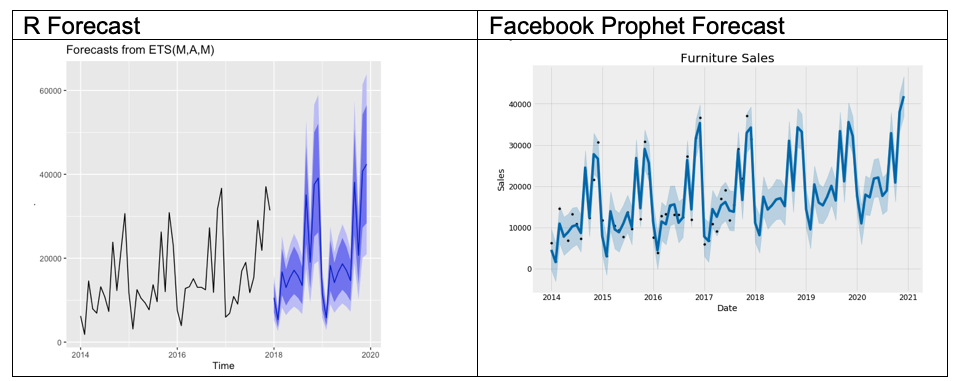 R Forecast
Facebook Prophet Forecast
Forecasts from ETS(M,A,M)
60000
40000
20000
0
2014 2016 2018 2020
Time
Furniture Sales
Sales
40000
30000
20000
10000
0
2014 2015 2016 2017 2018 2019 2020 2021
Date